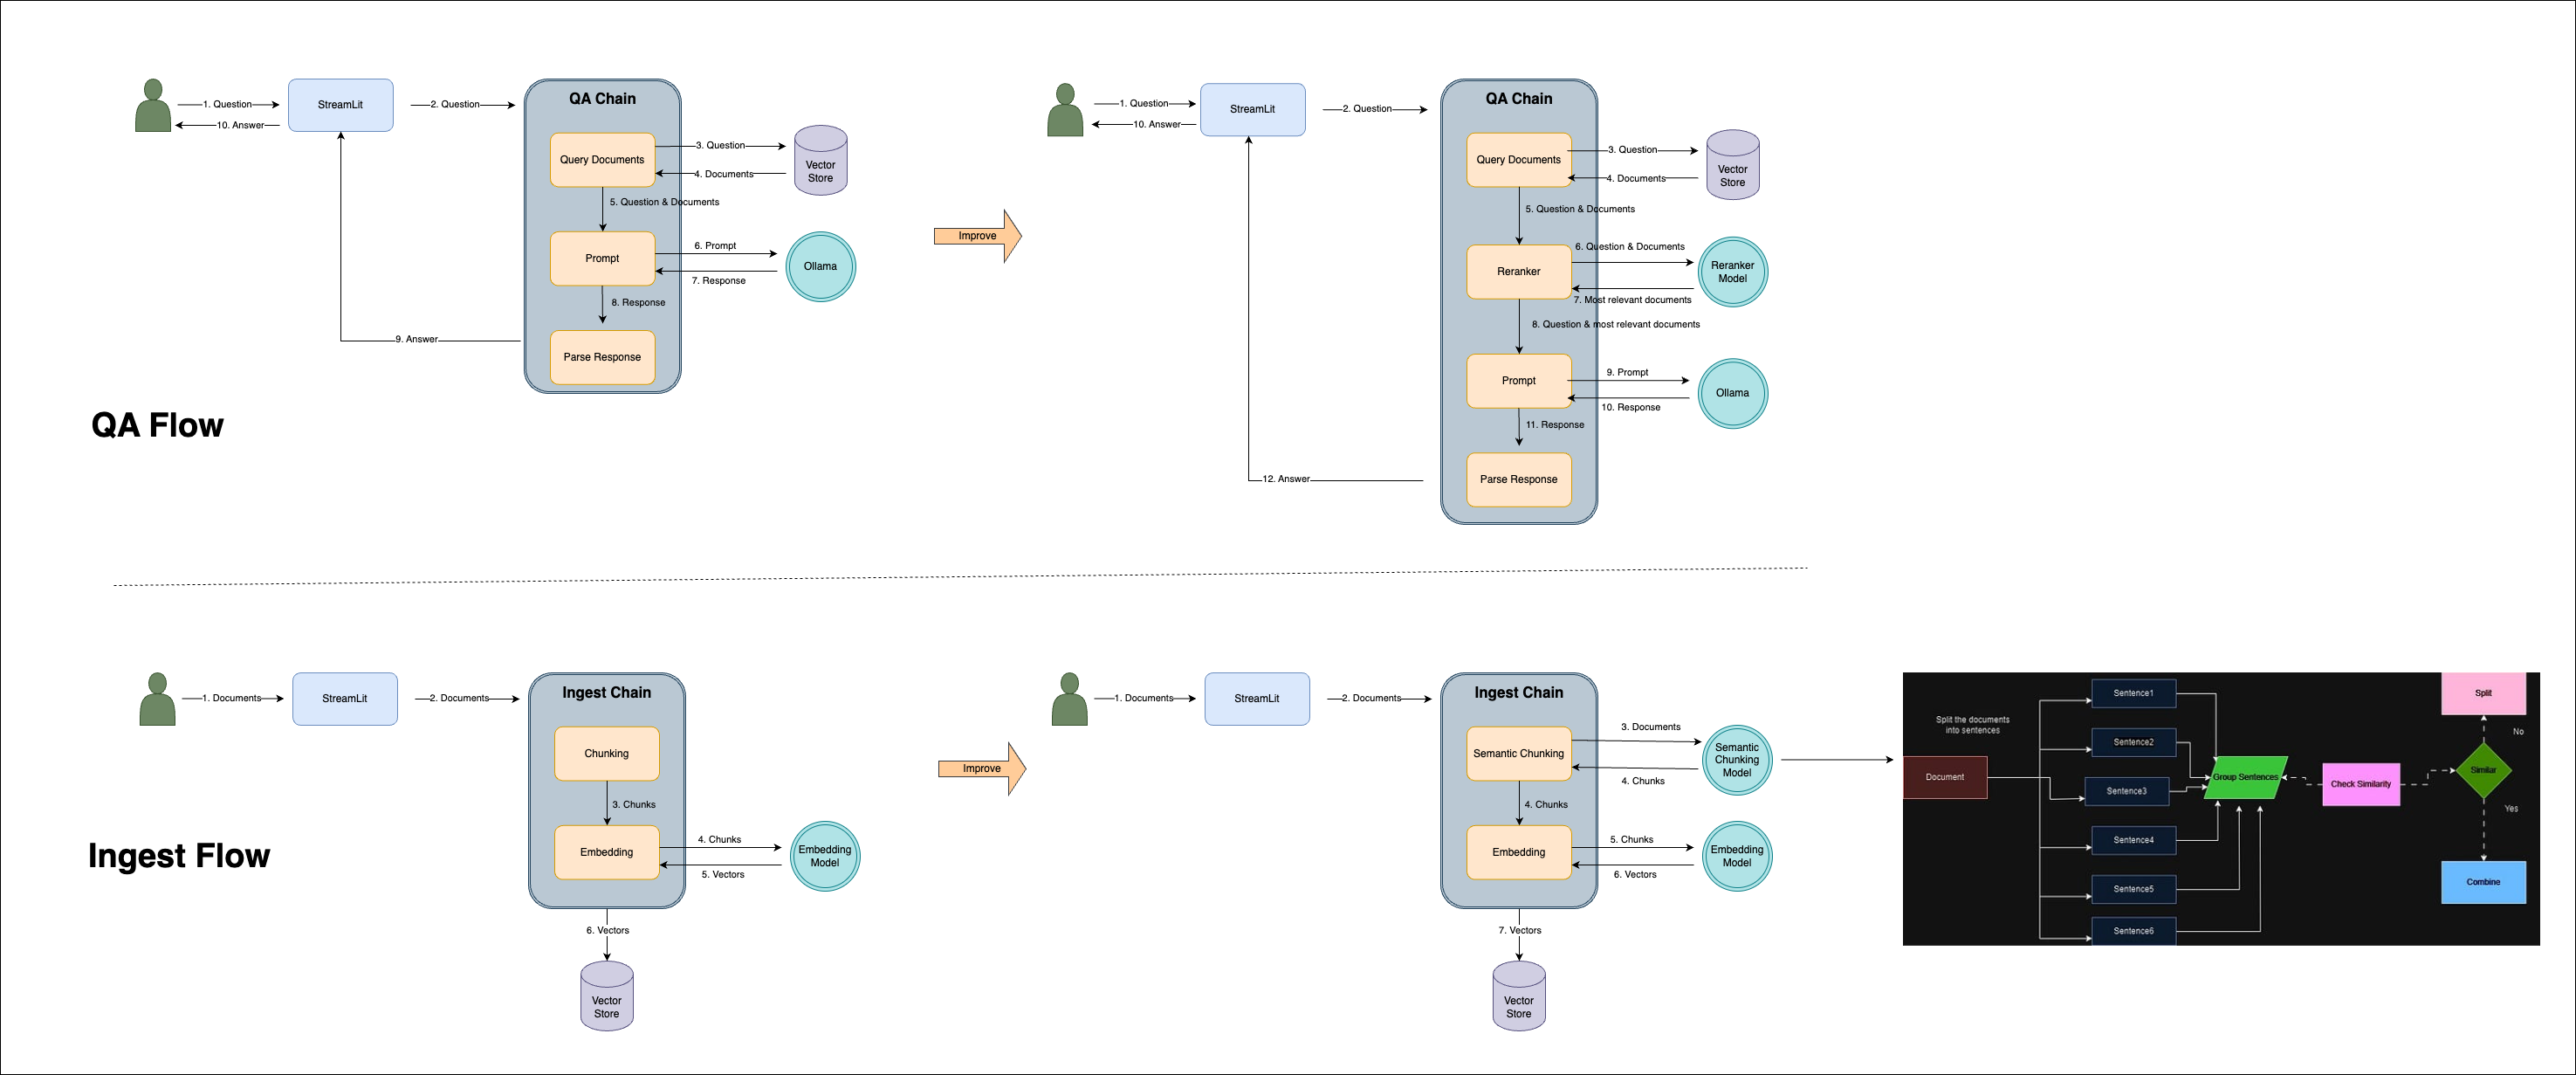 QA Chain
1. Question
StreamLit
2. Question
10. Answer
Query Documents
3. Question
4. Documents
Vector
Store
5. Question & Documents
Prompt
6. Prompt
7. Response
Ollama
8. Response
Parse Response
9. Answer
QA Flow
Improve
QA Chain
1. Question
StreamLit
2. Question
10. Answer
Query Documents
3. Question
4. Documents
Vector
Store
5. Question & Documents
Reranker
6. Question & Documents
7. Most relevant documents
Reranker
Model
8. Question & most relevant documents
Prompt
9. Prompt
10. Response
Ollama
11. Response
Parse Response
12. Answer
Ingest Chain
1. Documents
StreamLit
2. Documents
Chunking
3. Chunks
Embedding
4. Chunks
5. Vectors
Embedding
Model
6. Vectors
Vector
Store
Ingest Flow
Improve
Ingest Chain
1. Documents
StreamLit
2. Documents
Semantic Chunking
3. Documents
4. Chunks
Semantic
Chunking
Model
4. Chunks
Embedding
5. Chunks
6. Vectors
Embedding
Model
7. Vectors
Vector
Store
Split the documents
into sentences
Document
Sentence1
Sentence2
Sentence3
Sentence4
Sentence5
Sentence6
Group Sentences
Check Similarity
Similar
No
Split
Yes
Combine